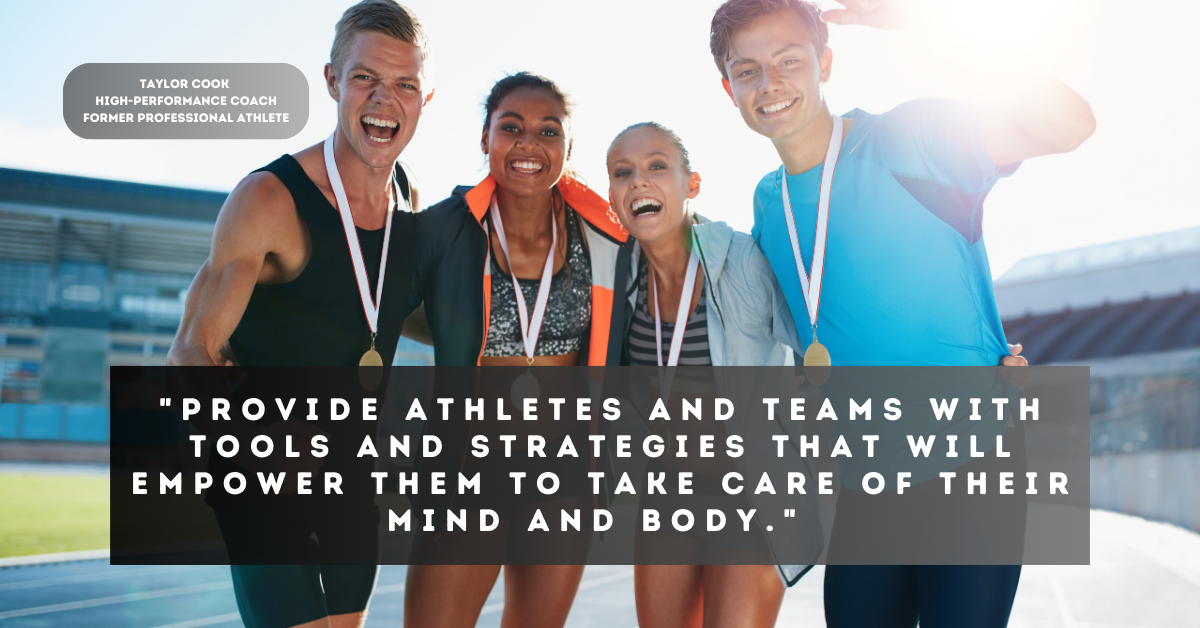 TAYLOR COOK
HIGH-PERFORMANCE COACH
FORMER PROFESSIONAL ATHLETE
"PROVIDE ATHLETES AND TEAMS WITH
TOOLS AND STRATEGIES THAT WILL
EMPOWER THEM TO TAKE CARE OF THEIR
MIND AND BODY."